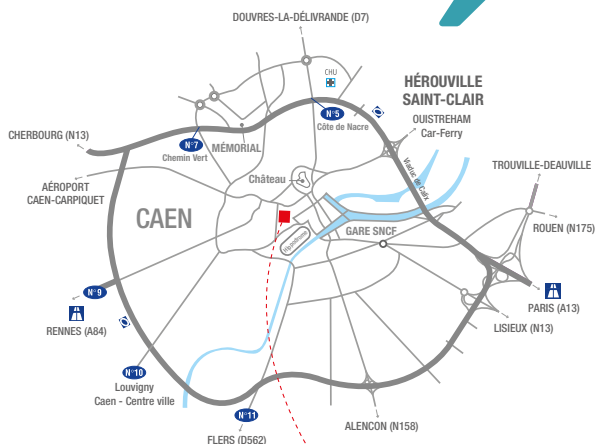 DOUVRES-LA-DÉLIVRANDE (D7)
CHU
HÉROUVILLE
SAINT-CLAIR
N°5
Côte de Nacre
OUISTREHAM
Car-Ferry
CHERBOURG (N13)
N°7
Chemin Vert
MÉMORIAL
Viaduc de Calix
TROUVILLE-DEAUVILLE
Château
AÉROPORT
CAEN-CARPIQUET
CAEN
GARE SNCF
ROUEN (N175)
Hippodrome
N°9
RENNES (A84)
PARIS (A13)
LISIEUX (N13)
N°10
Louvigny
Caen - Centre ville
N°11
FLERS (D562)
ALENCON (N158)